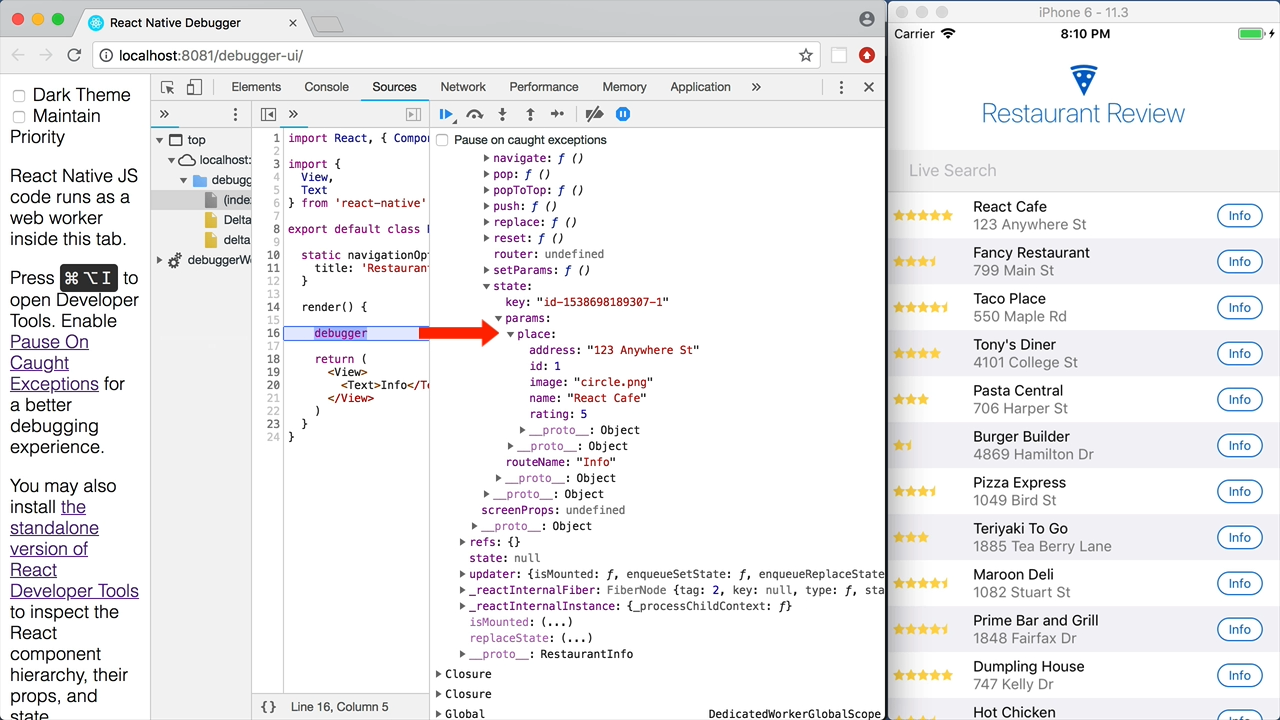 React Native Debugger
localhost:8081/debugger-ui/
Dark Theme
Maintain
Priority
React Native JS
code runs as a
web worker
inside this tab.
Press ⌘⌥I to
open Developer
Tools. Enable
Pause On
Caught
Exceptions for
a better
debugging
experience.
You may also
install the
standalone
version of
React
Developer Tools
to inspect the
React
component
hierarchy, their
props, and
state.
Elements Console Sources Network Performance Memory Application »
»
top
localhost:
debugg
(inde
Delta
delta
debuggerWo
»
1 import React, { Compo
2
3 import {
4 View,
5 Text
6 } from 'react-native'
7
8 export default class
9
10 static navigationOp
11 title: 'Restauran
12 }
13
14 render() {
15
16 debugger
17
18 return (
19 <View>
20 <Text>Info</Te
21 </View>
22 )
23 }
24 }
{} Line 16, Column 5
Pause on caught exceptions
navigate: ƒ ()
pop: ƒ ()
popToTop: ƒ ()
push: ƒ ()
replace: ƒ ()
reset: ƒ ()
router: undefined
setParams: ƒ ()
state:
key: "id-1538698189307-1"
params:
place:
address: "123 Anywhere St"
id: 1
image: "circle.png"
name: "React Cafe"
rating: 5
__proto__: Object
__proto__: Object
routeName: "Info"
__proto__: Object
__proto__: Object
screenProps: undefined
__proto__: Object
refs: {}
state: null
updater: {isMounted: ƒ, enqueueSetState: ƒ, enqueueReplaceState
_reactInternalFiber: FiberNode {tag: 2, key: null, type: ƒ, sta
_reactInternalInstance: {_processChildContext: ƒ}
isMounted: (...)
replaceState: (...)
__proto__: RestaurantInfo
Closure
Closure
Global DedicatedWorkerGlobalScope
iPhone 6 - 11.3
Carrier 8:10 PM
Restaurant Review
Live Search
React Cafe
123 Anywhere St Info
Fancy Restaurant
799 Main St Info
Taco Place
550 Maple Rd Info
Tony's Diner
4101 College St Info
Pasta Central
706 Harper St Info
Burger Builder
4869 Hamilton Dr Info
Pizza Express
1049 Bird St Info
Teriyaki To Go
1885 Tea Berry Lane Info
Maroon Deli
1082 Stuart St Info
Prime Bar and Grill
1848 Fairfax Dr Info
Dumpling House
747 Kelly Dr Info
Hot Chicken